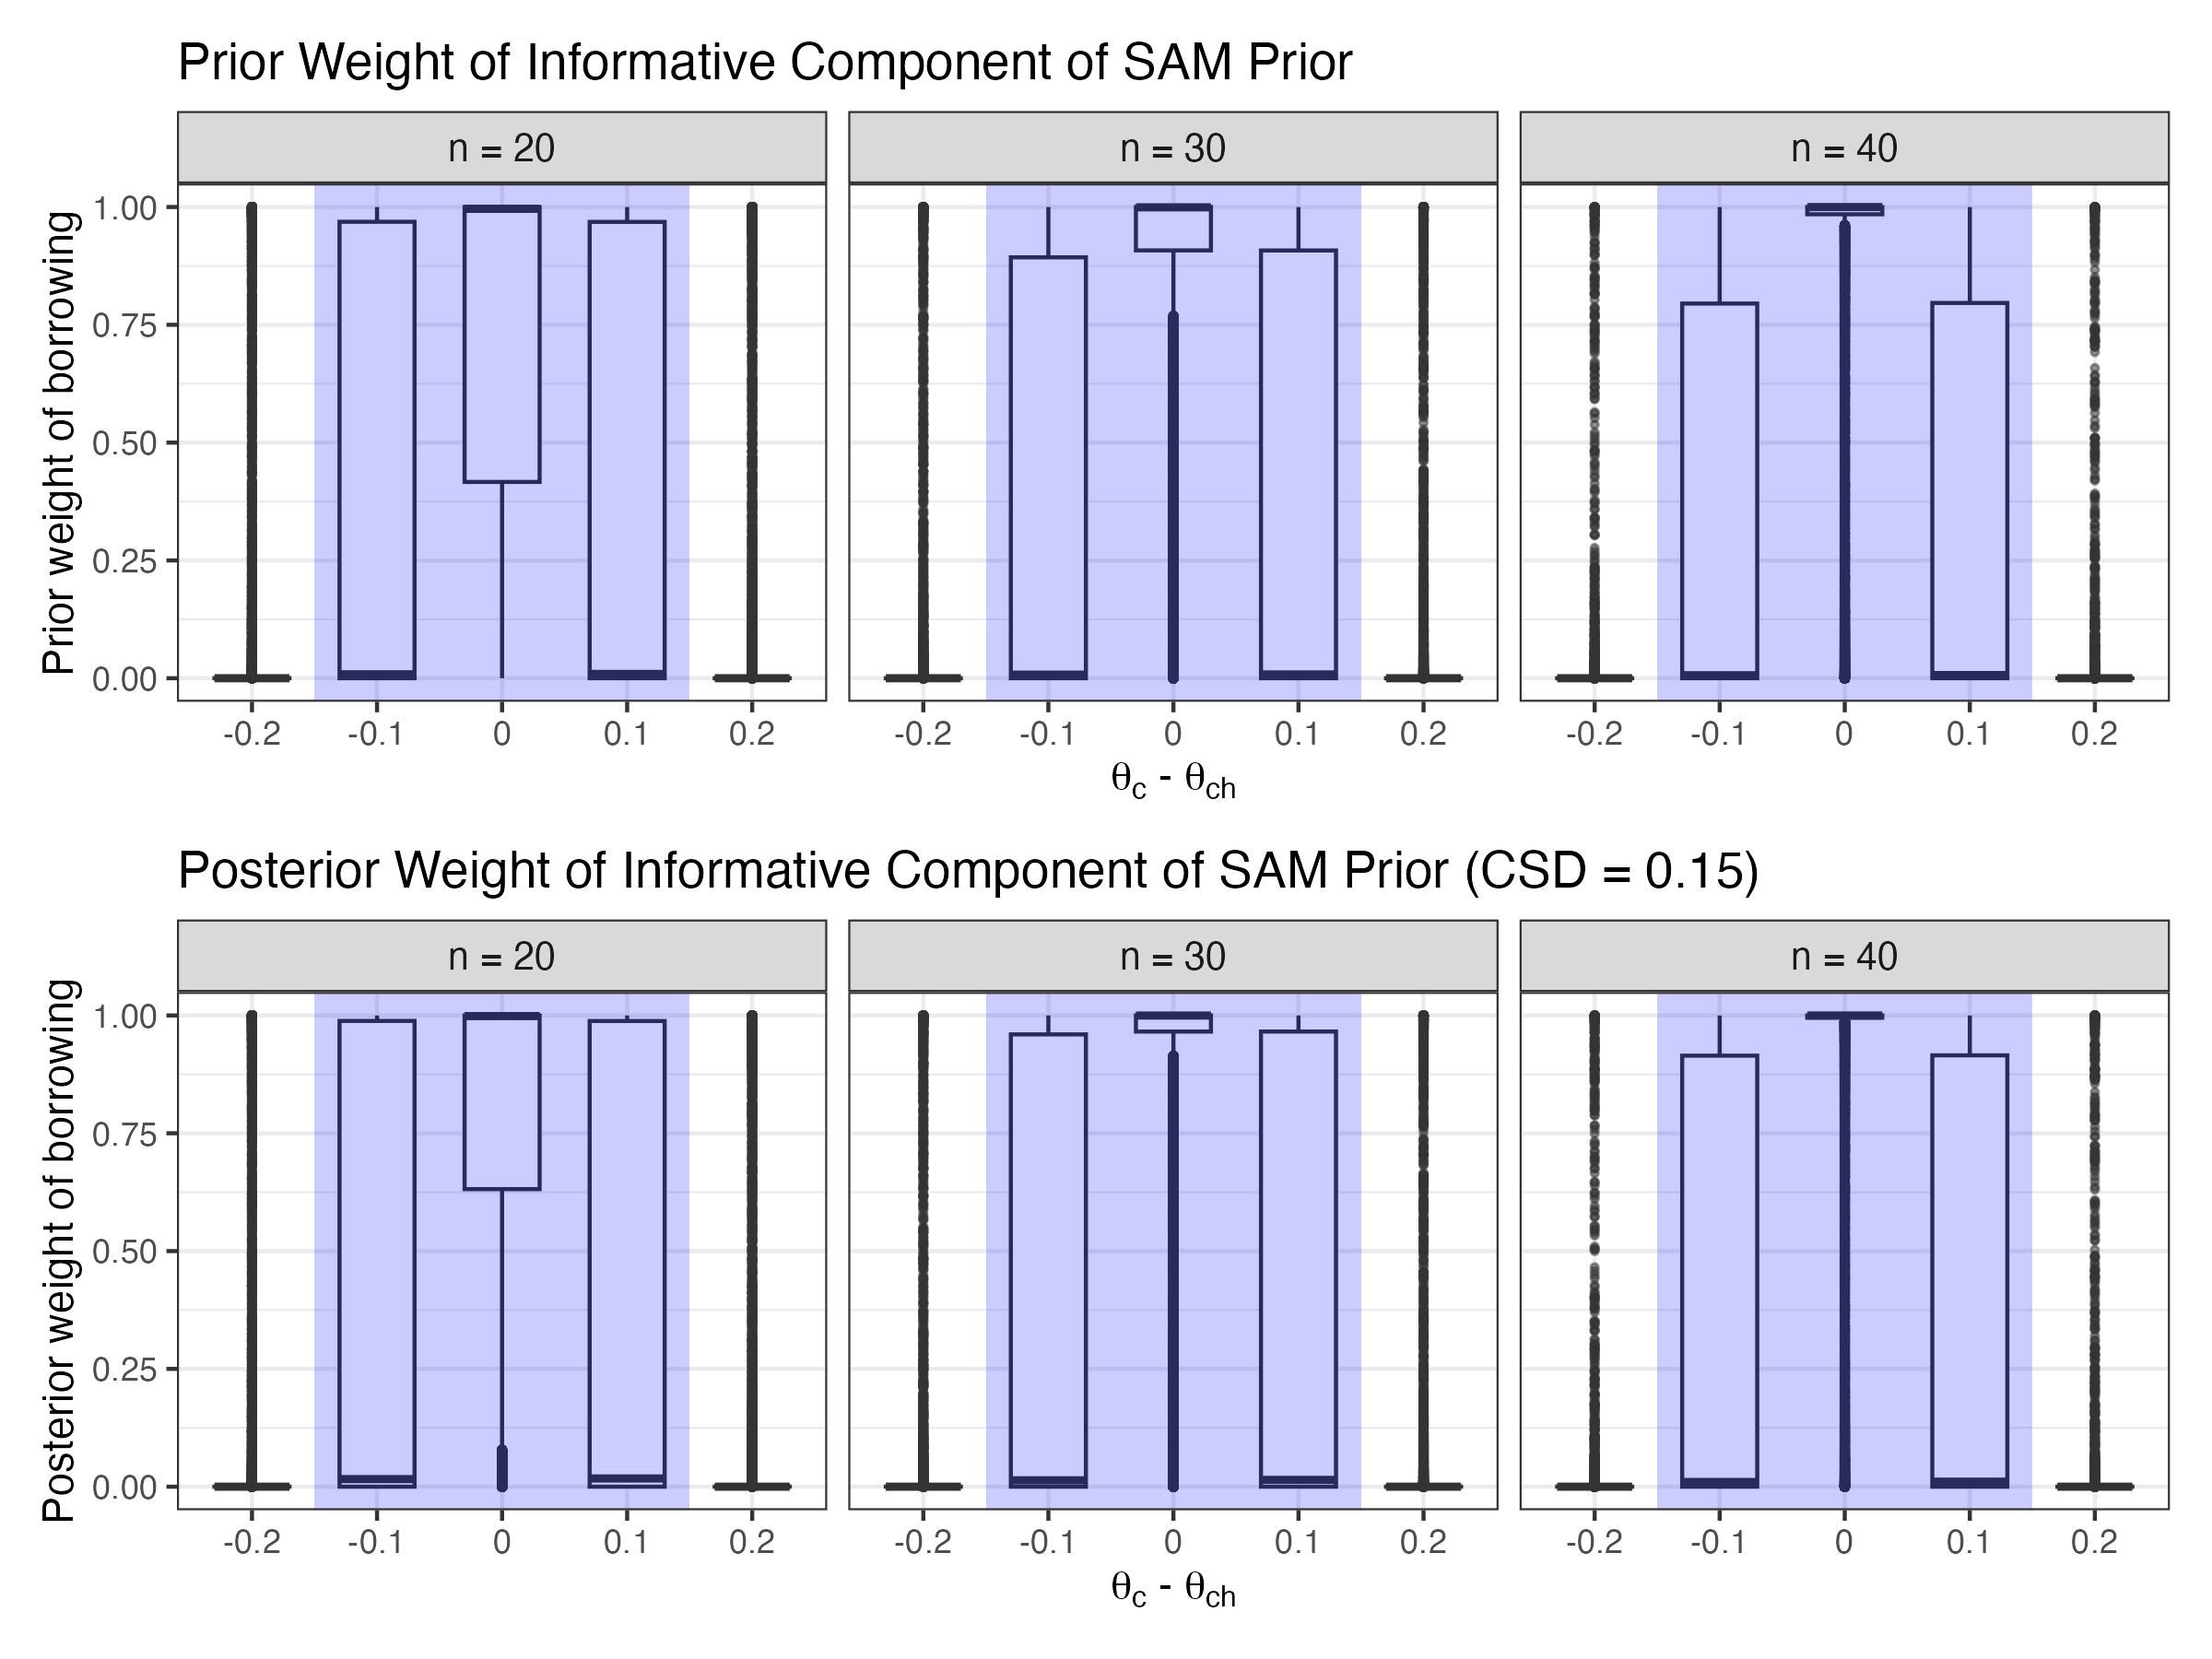 Prior Weight of Informative Component of SAM Prior
n = 20 n = 30 n = 40
Prior weight of borrowing
1.00
0.75
0.50
0.25
0.00
-0.2 -0.1 0 0.1 0.2 -0.2 -0.1 0 0.1 0.2 -0.2 -0.1 0 0.1 0.2
θc - θch
Posterior Weight of Informative Component of SAM Prior (CSD = 0.15)
n = 20 n = 30 n = 40
Posterior weight of borrowing
1.00
0.75
0.50
0.25
0.00
-0.2 -0.1 0 0.1 0.2 -0.2 -0.1 0 0.1 0.2 -0.2 -0.1 0 0.1 0.2
θc - θch